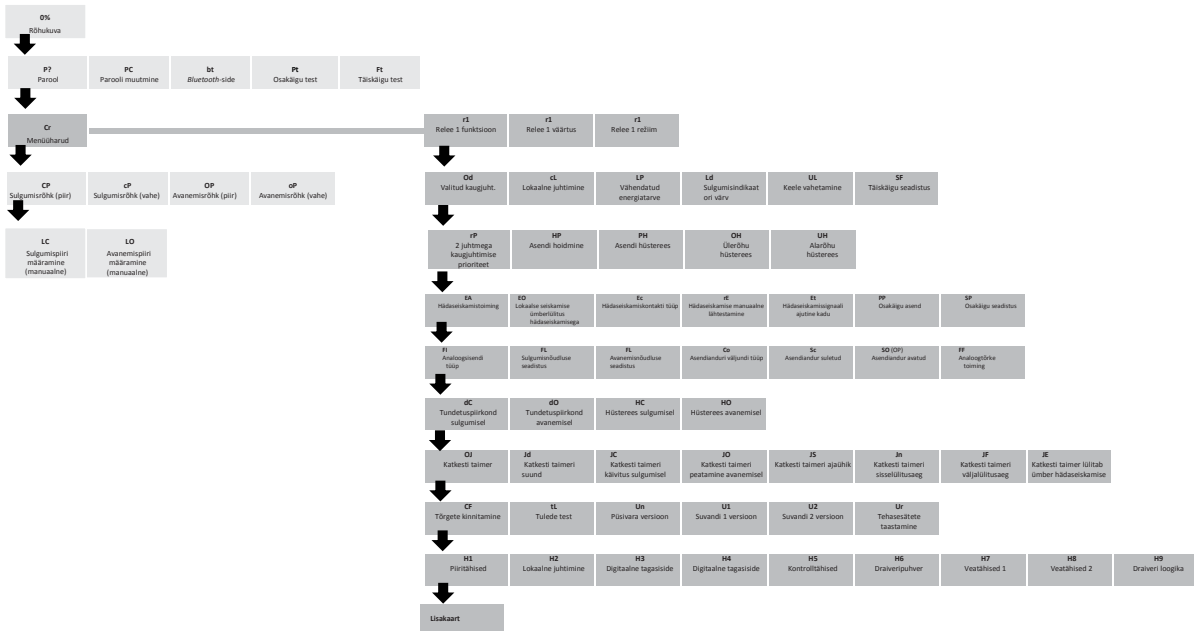 0%
Rõhukuva
P?
Parool
PC
Parooli muutmine
bt
Bluetooth-side
Pt
Osakäigu test
Ft
Täiskäigu test
Cr
Menüüharud
r1
Relee 1 funktsioon
r1
Relee 1 väärtus
r1
Relee 1 režiim
CP
Sulgumisrõhk (piir)
cP
Sulgumisrõhk (vahe)
OP
Avanemisrõhk (piir)
oP
Avanemisrõhk (vahe)
Od
Valitud kaugjuht.
cL
Lokaalne juhtimine
LP
Vähendatud
energiatarve
Ld
Sulgumisindikaat
ori värv
UL
Keele vahetamine
SF
Täiskäigu seadistus
LC
Sulgumispiiri
määramine
(manuaalne)
LO
Avanemispiiri
määramine
(manuaalne)
rP
2 juhtmega
kaugjuhtimise
prioriteet
HP
Asendi hoidmine
PH
Asendi hüsterees
OH
Ülerõhu
hüsterees
UH
Alarõhu
hüsterees
EA
Hädaseiskamistoiming
EO
Lokaalse seiskamise
ümberlülitus
hädaseiskamisega
Ec
Hädaseiskamiskontakti tüüp
rE
Hädaseiskamise manuaalne
lähtestamine
Et
Hädaseiskamissignaali
ajutine kadu
PP
Osakäigu asend
SP
Osakäigu seadistus
FI
Analoogsisendi
tüüp
FL
Sulgumisnõudluse
seadistus
FL
Avanemisnõudluse
seadistus
Co
Asendianduri väljundi tüüp
Sc
Asendiandur suletud
SO (OP)
Asendiandur avatud
FF
Analoogtõrke
toiming
dC
Tundetuspiirkond
sulgumisel
dO
Tundetuspiirkond
avanemisel
HC
Hüsterees sulgumisel
HO
Hüsterees avanemisel
OJ
Katkesti taimer
Jd
Katkesti taimeri
suund
JC
Katkesti taimeri
käivitus sulgumisel
JO
Katkesti taimeri
peatamine avanemisel
JS
Katkesti taimeri ajaühik
Jn
Katkesti taimeri
sisselülitusaeg
JF
Katkesti taimeri
väljalülitusaeg
JE
Katkesti taimer lülitab
ümber hädaseiskamise
CF
Tõrgete kinnitamine
tL
Tulede test
Un
Püsivara versioon
U1
Suvandi 1 versioon
U2
Suvandi 2 versioon
Ur
Tehasesätete
taastamine
H1
Piiritähised
H2
Lokaalne juhtimine
H3
Digitaalne tagasiside
H4
Digitaalne tagasiside
H5
Kontrolltähised
H6
Draiveripuhver
H7
Veatähised 1
H8
Veatähised 2
H9
Draiveri loogika
Lisakaart